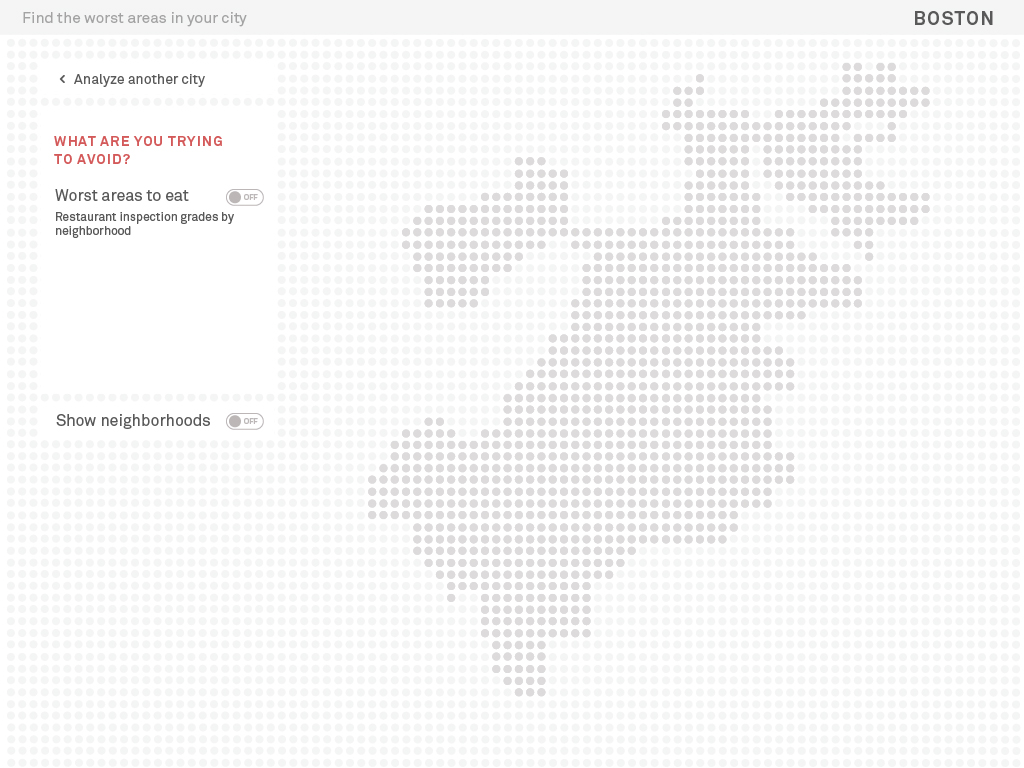 Find the worst areas in your city
BOSTON
Analyze another city
WHAT ARE YOU TRYING
TO AVOID?
Worst areas to eat
OFF
Restaurant inspection grades by
neighborhood
Show neighborhoods
OFF